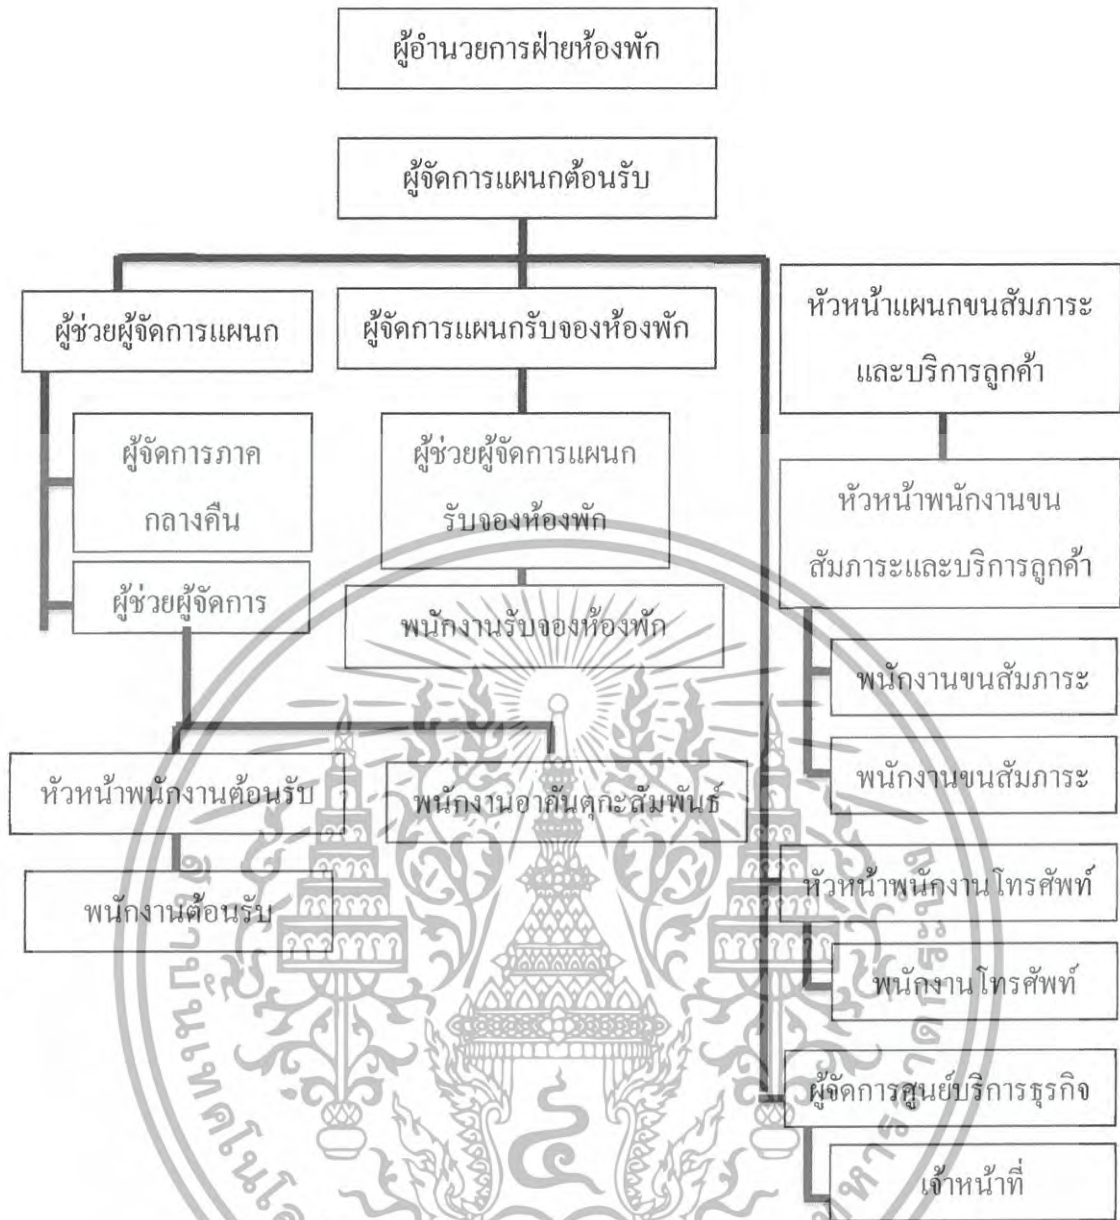 ผู้อำนวยการฝ่ายห้องพัก
ผู้จัดการแผนกต้อนรับ
ผู้ช่วยผู้จัดการแผนก
ผู้จัดการแผนกรับจองห้องพัก
หัวหน้าแผนกขนสัมภาระ
และบริการลูกค้า
ผู้จัดการภาค
กลางคืน
ผู้ช่วยผู้จัดการแผนก
รับจองห้องพัก
หัวหน้าพนักงานขน
สัมภาระและบริการลูกค้า
ผู้ช่วยผู้จัดการ
พนักงานรับจองห้องพัก
พนักงานขนสัมภาระ
พนักงานขนสัมภาระ
หัวหน้าพนักงานต้อนรับ
พนักงานอาคันตุกะสัมพันธ์
พนักงานต้อนรับ
หัวหน้าพนักงานโทรศัพท์
พนักงานโทรศัพท์
ผู้จัดการศูนย์บริการธุรกิจ
เจ้าหน้าที่